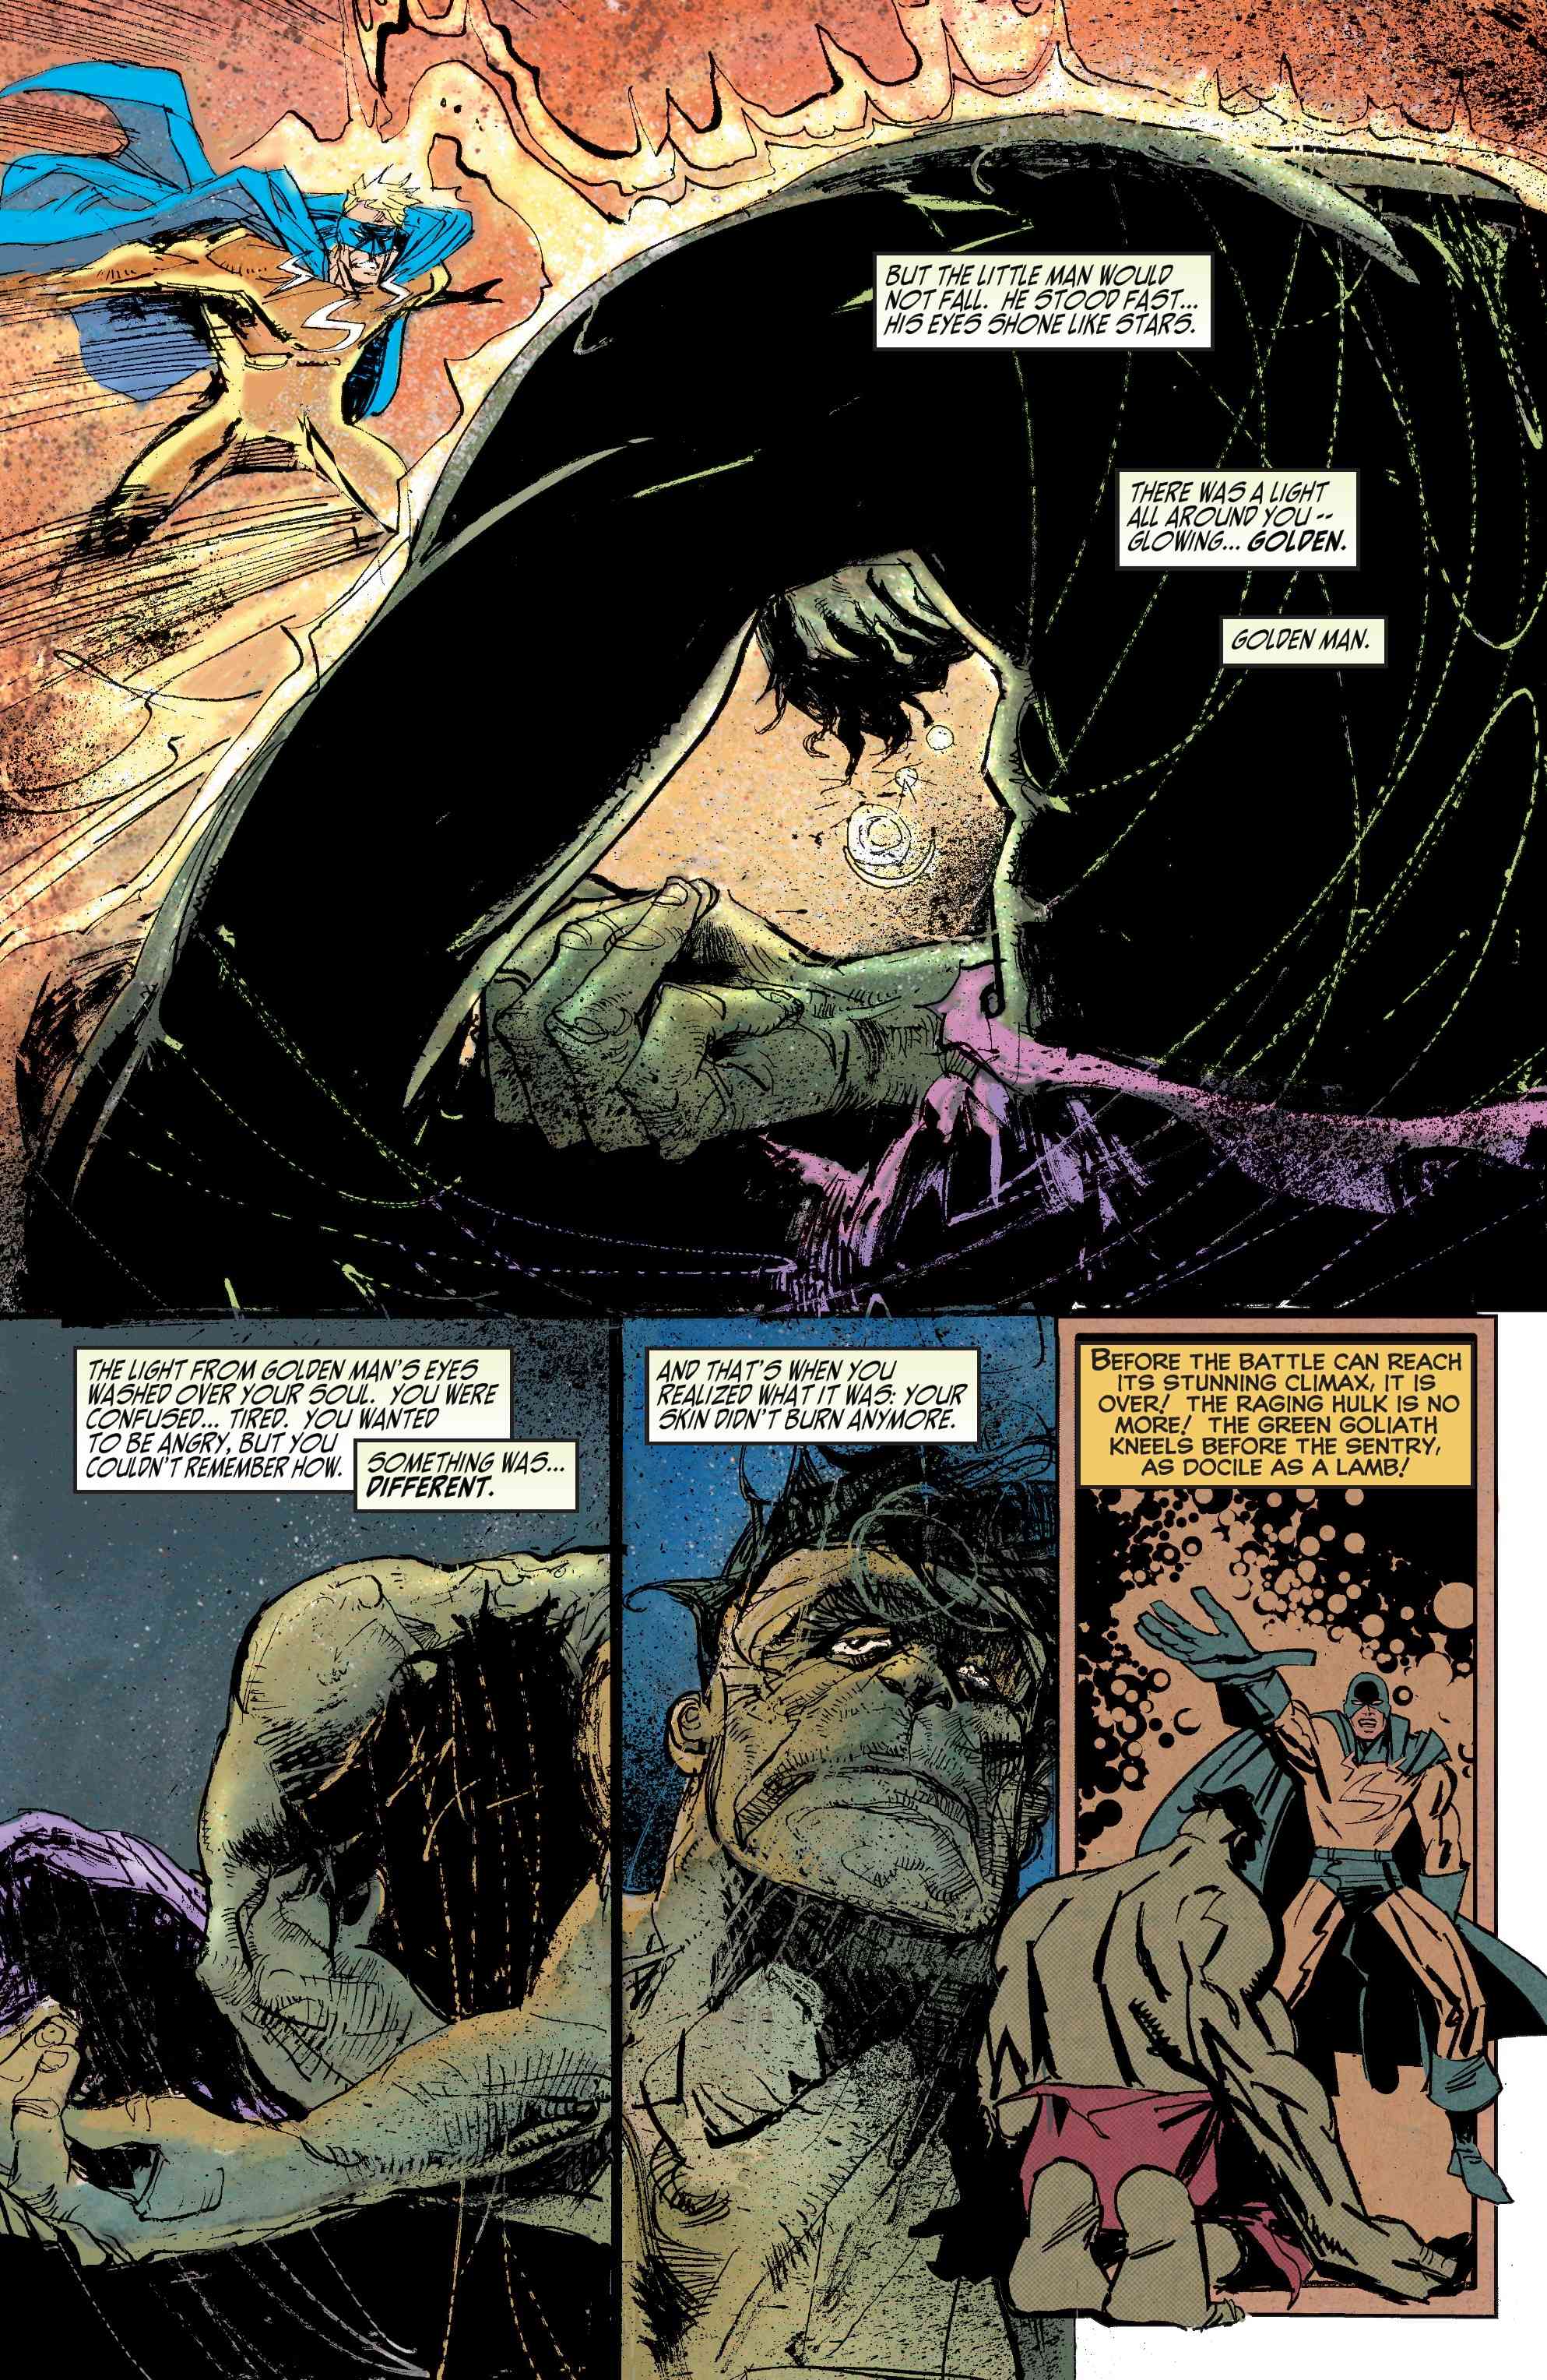 BUT THE LITTLE MAN WOULD
NOT FALL. HE STOOD FAST...
HIS EYES SHONE LIKE STARS.
THERE WAS A LIGHT
ALL AROUND YOU --
GLOWING... GOLDEN.
GOLDEN MAN.
THE LIGHT FROM GOLDEN MAN'S EYES
WASHED OVER YOUR SOUL. YOU WERE
CONFUSED... TIRED. YOU WANTED
TO BE ANGRY, BUT YOU
COULDN'T REMEMBER HOW.
SOMETHING WAS...
DIFFERENT.
AND THAT'S WHEN YOU
REALIZED WHAT IT WAS: YOUR
SKIN DIDN'T BURN ANYMORE.
BEFORE THE BATTLE CAN REACH
ITS STUNNING CLIMAX, IT IS
OVER! THE RAGING HULK IS NO
MORE! THE GREEN GOLIATH
KNEELS BEFORE THE SENTRY,
AS DOCILE AS A LAMB!